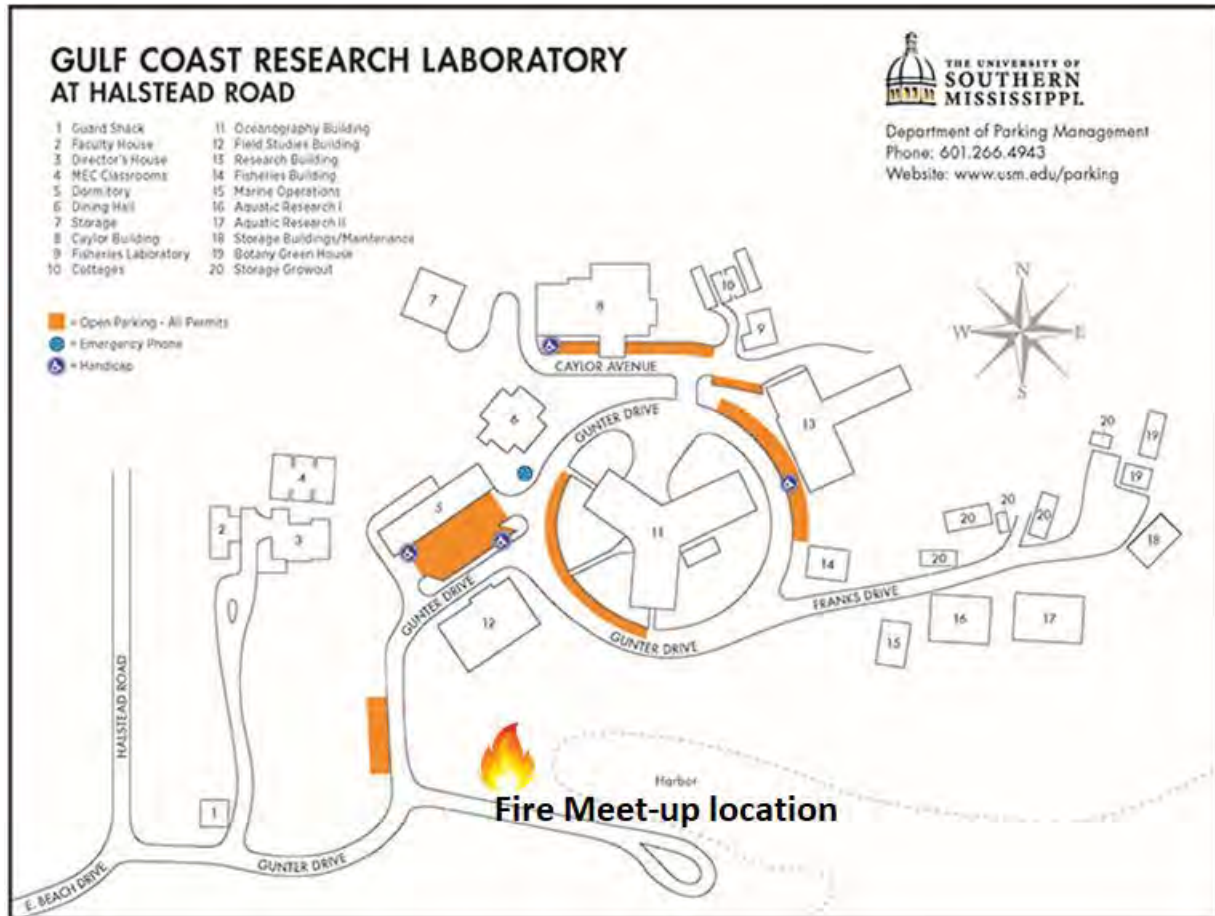 GULF COAST RESEARCH LABORATORY
AT HALSTEAD ROAD
1 Guard Shack
2 Faculty House
3 Director's House
4 MEC Classrooms
5 Dormitory
6 Dining Hall
7 Storage
8 Caylor Building
9 Fisheries Laboratory
10 Cottages
11 Oceanography Building
12 Field Studies Building
13 Research Building
14 Fisheries Building
15 Marine Operations
16 Aquatic Research I
17 Aquatic Research II
18 Storage Buildings/Maintenance
19 Botany Green House
20 Storage Growout
= Open Parking - All Permits
= Emergency Phone
= Handicap
THE UNIVERSITY OF
SOUTHERN
MISSISSIPPI.
Department of Parking Management
Phone: 601.266.4943
Website: www.usm.edu/parking
N
W E
S
7
8
10
9
CAYLOR AVENUE
6
GUNTER DRIVE
13
20
19
19
4
5
2
3
11
20
20
20
18
14
20
FRANKS DRIVE
GUNTER DRIVE
12
GUNTER DRIVE
16
17
15
HALSTEAD ROAD
Harbor
Fire Meet-up location
1
GUNTER DRIVE
E. BEACH DRIVE